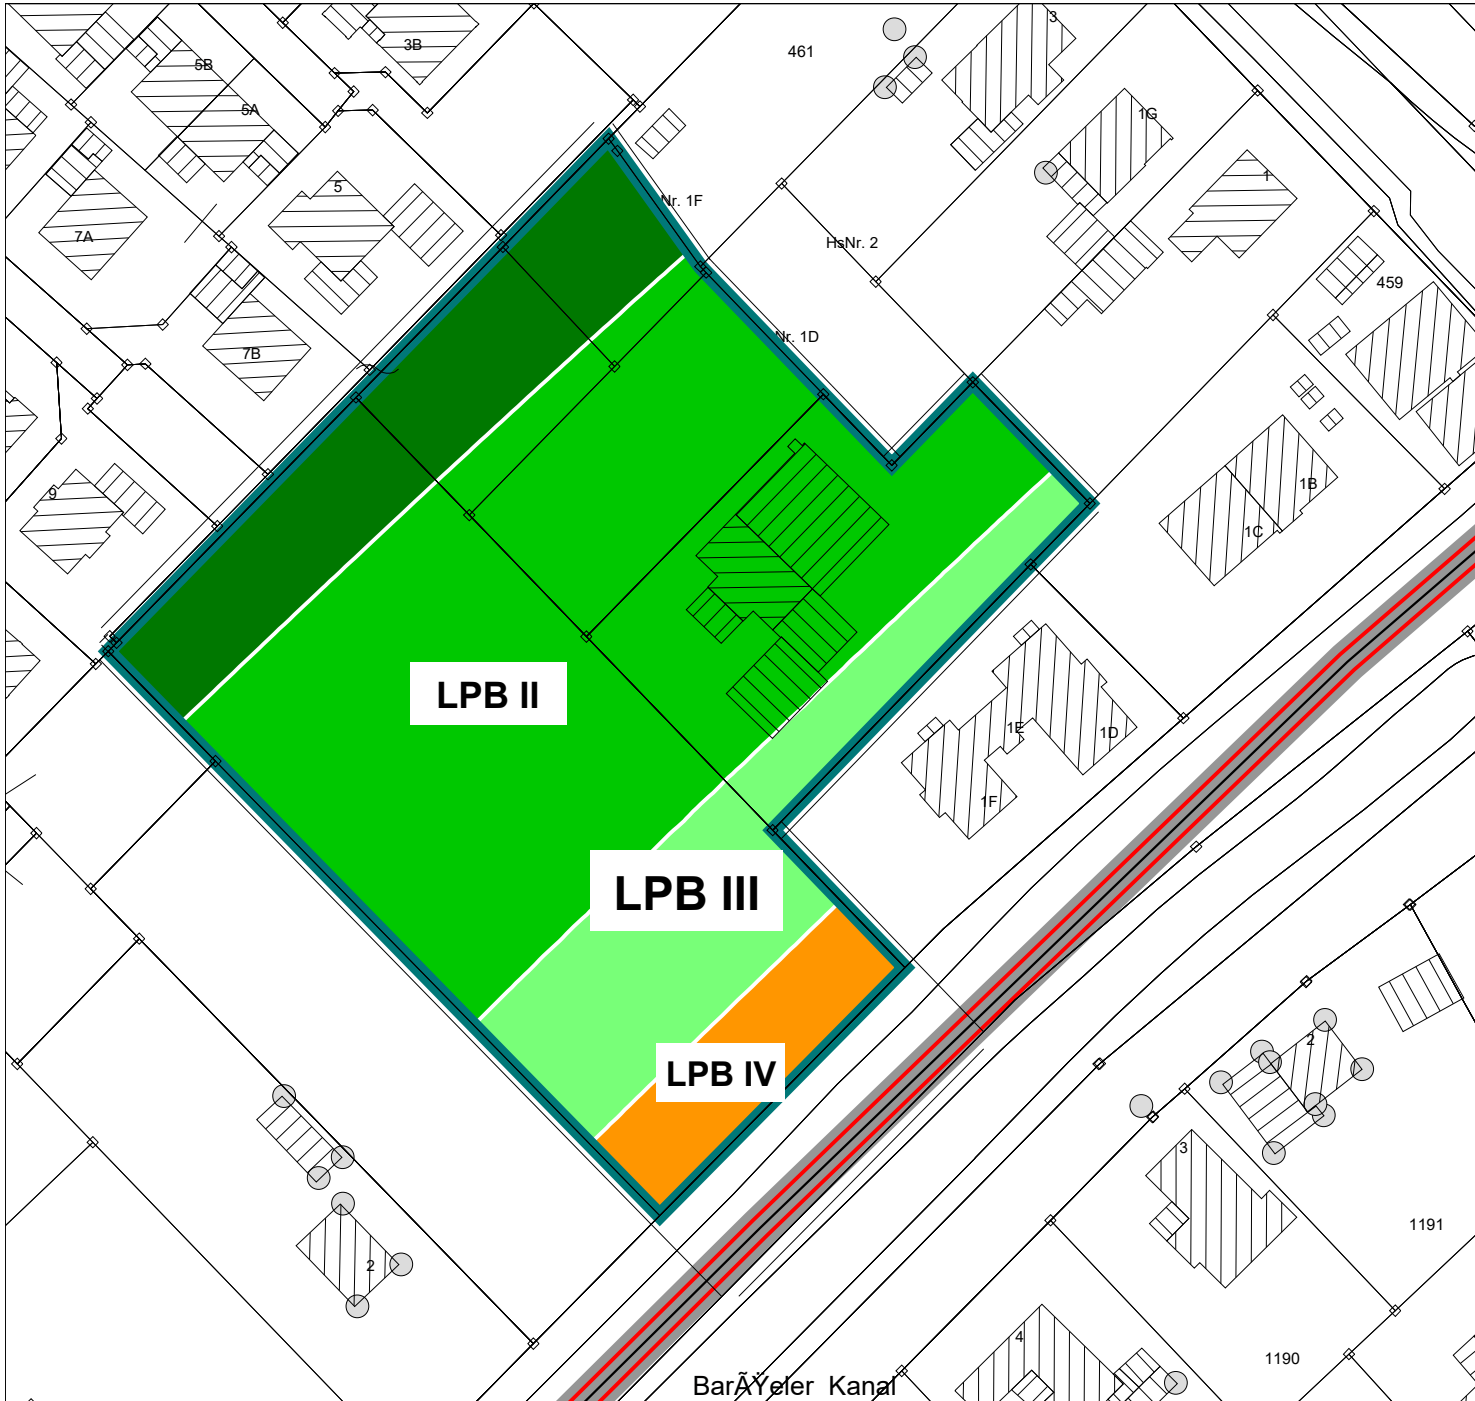 3
3B
461
5B
5A
1G
1
5
Nr. 1F
7A
HsNr. 2
459
Nr. 1D
7B
1B
9
1C
LPB II
1E
1D
1F
LPB III
2
LPB IV
3
1191
2
4
1190
BarÃŸeler Kanal